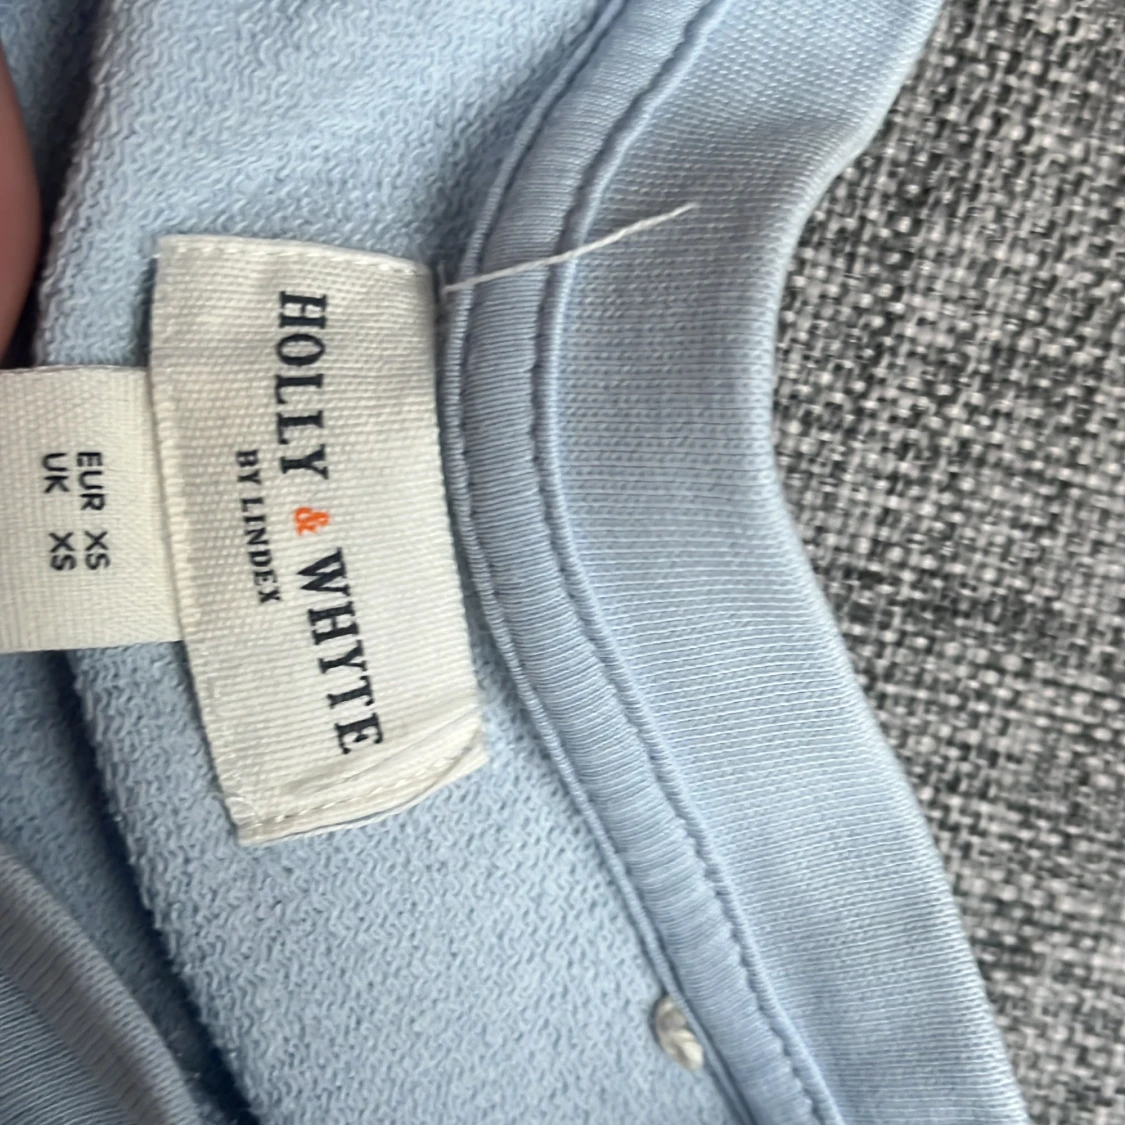 HOLLY & WHYTE
BY LINDEX
EUR XS
UK XS